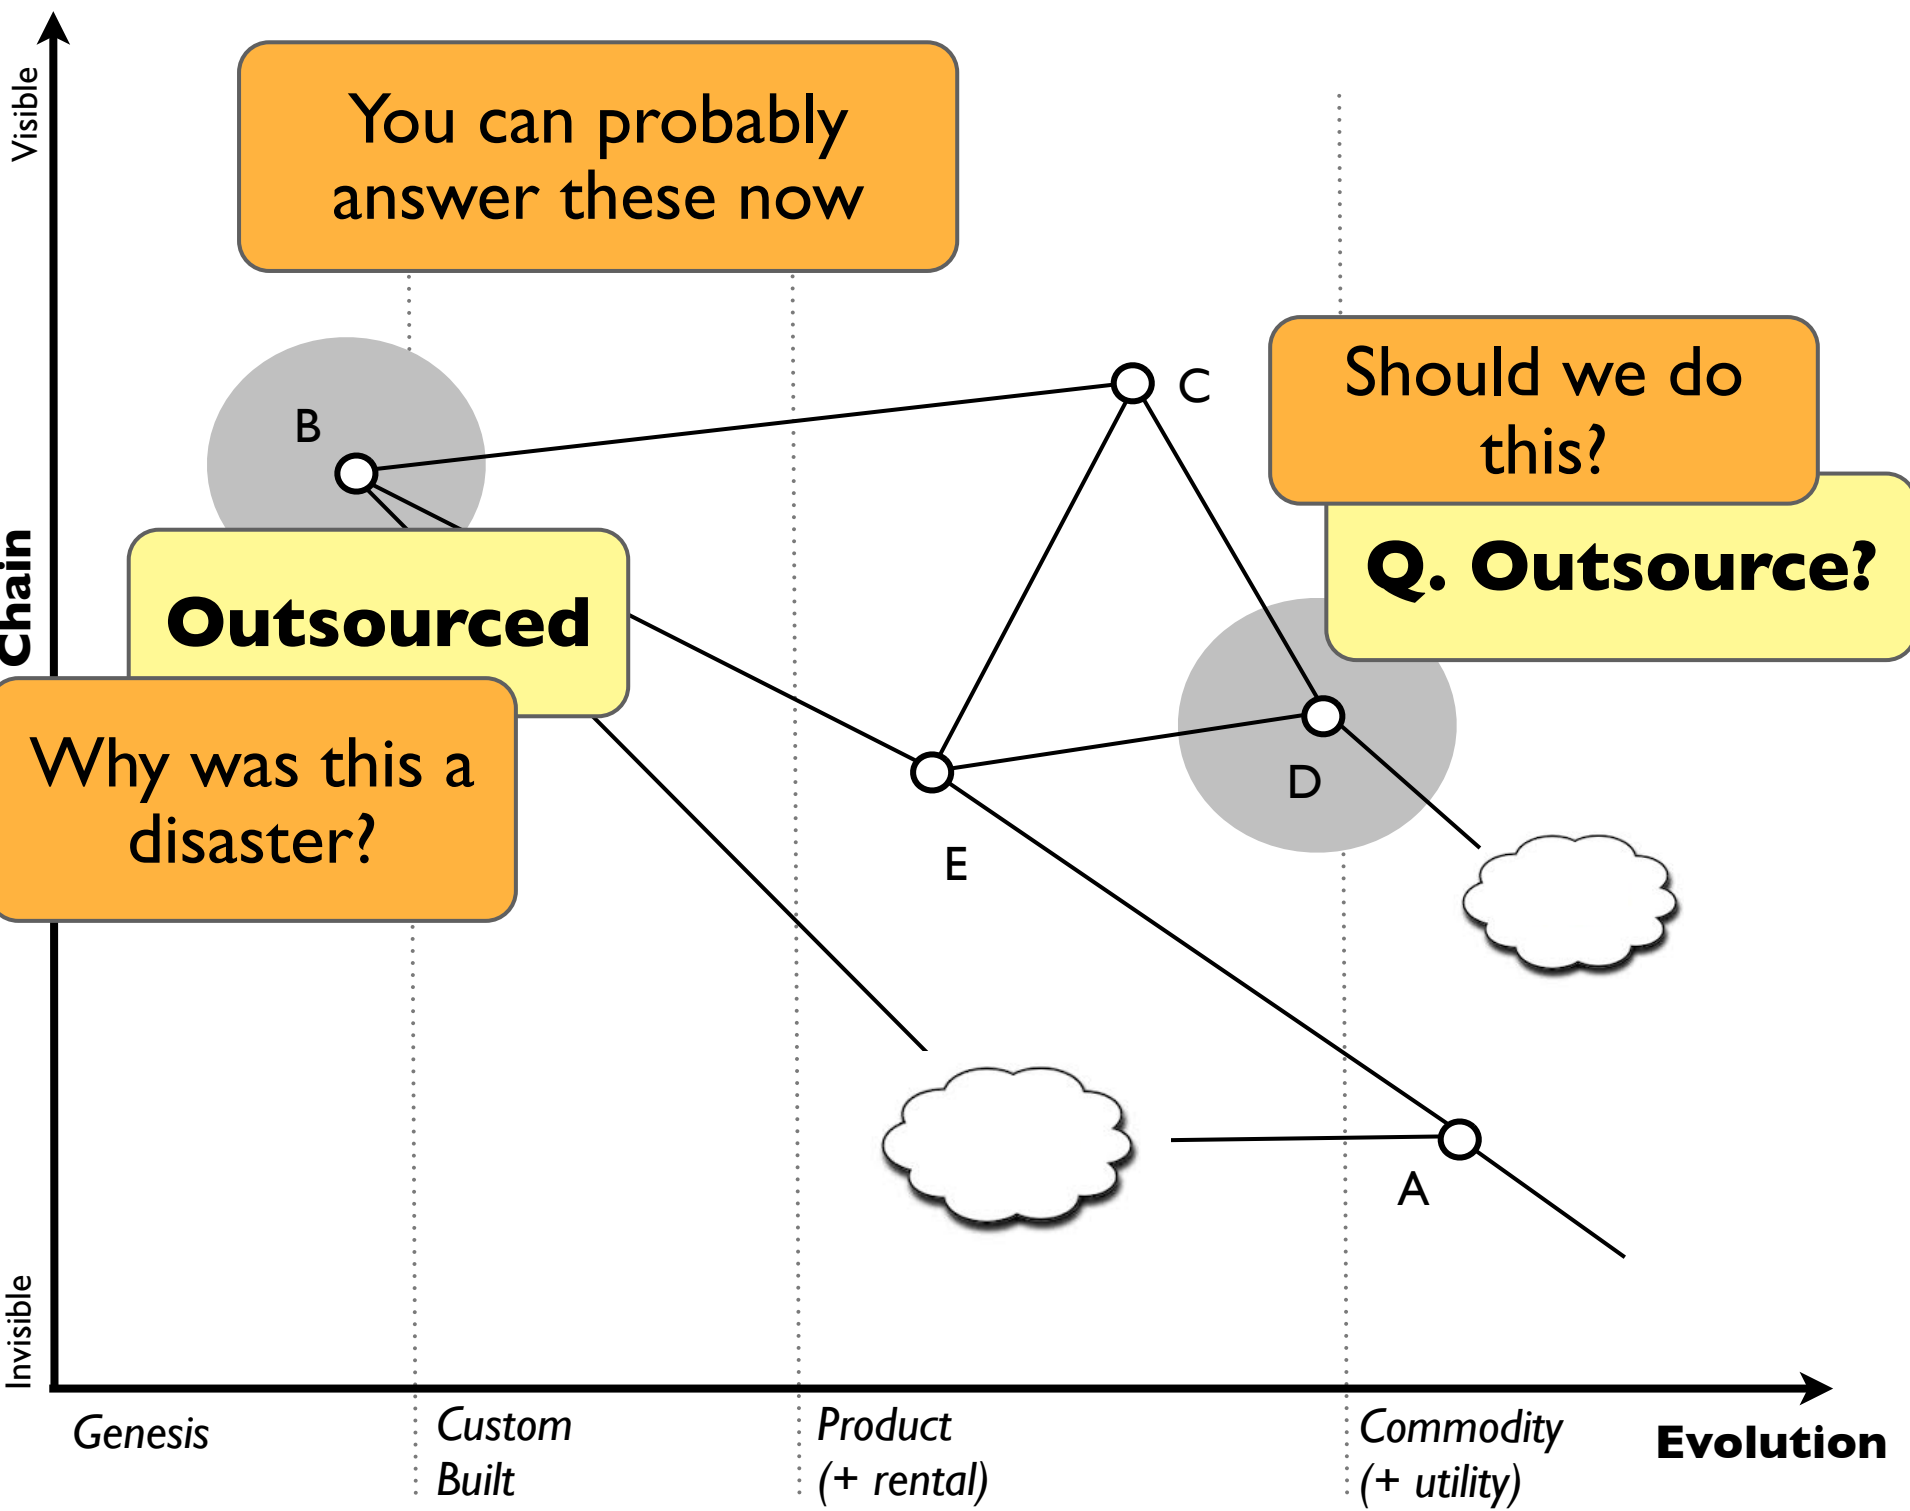 Visible
You can probably
answer these now
B
C
Should we do
this?
Q. Outsource?
Chain
Outsourced
Why was this a
disaster?
D
E
A
Invisible
Genesis
Custom
Built
Product
(+ rental)
Commodity
(+ utility)
Evolution